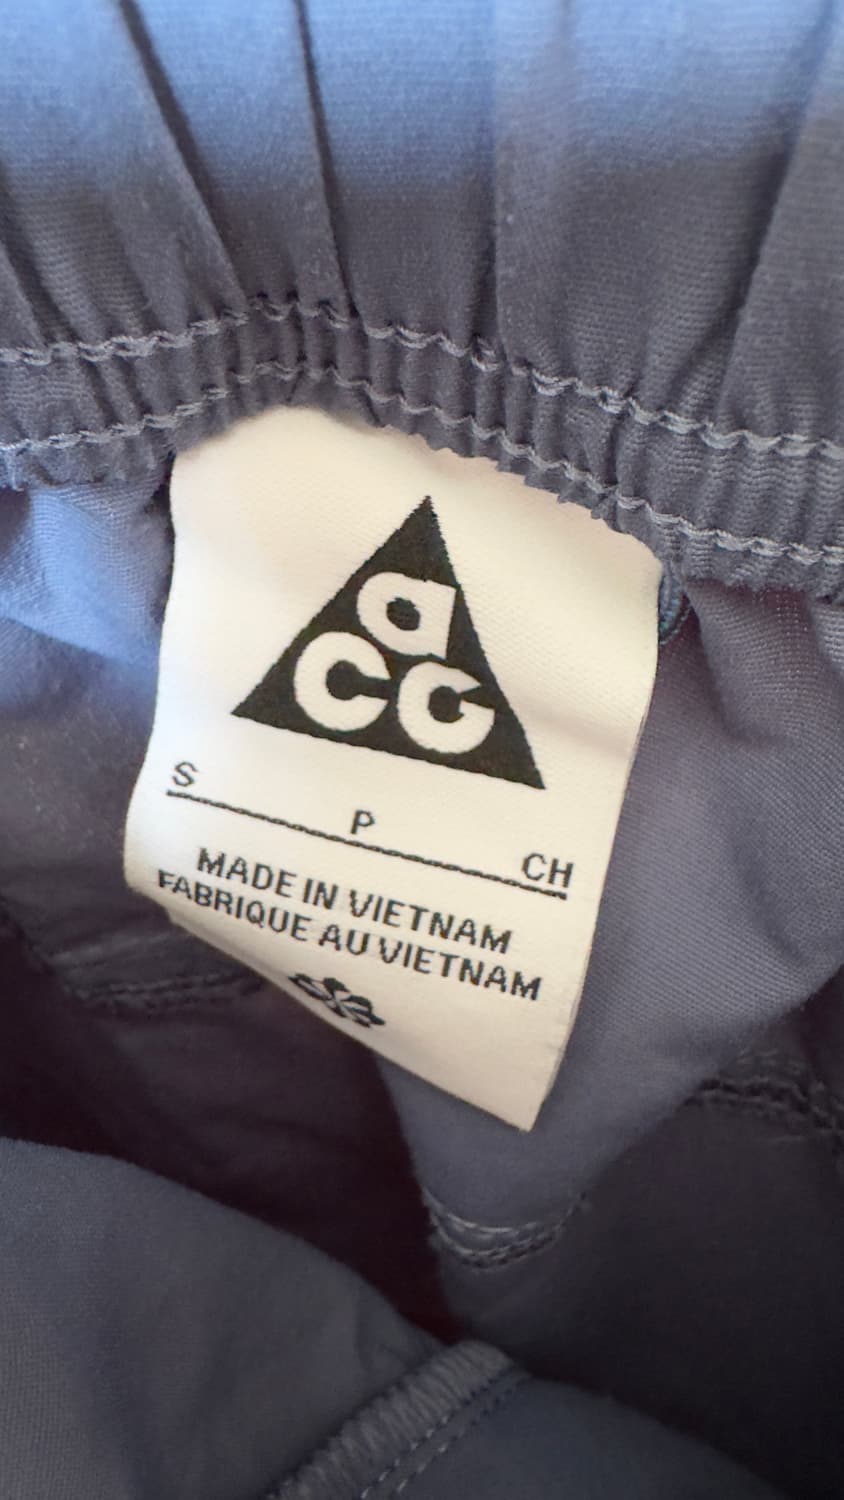 acg
S
P
CH
MADE IN VIETNAM
FABRIQUE AU VIETNAM